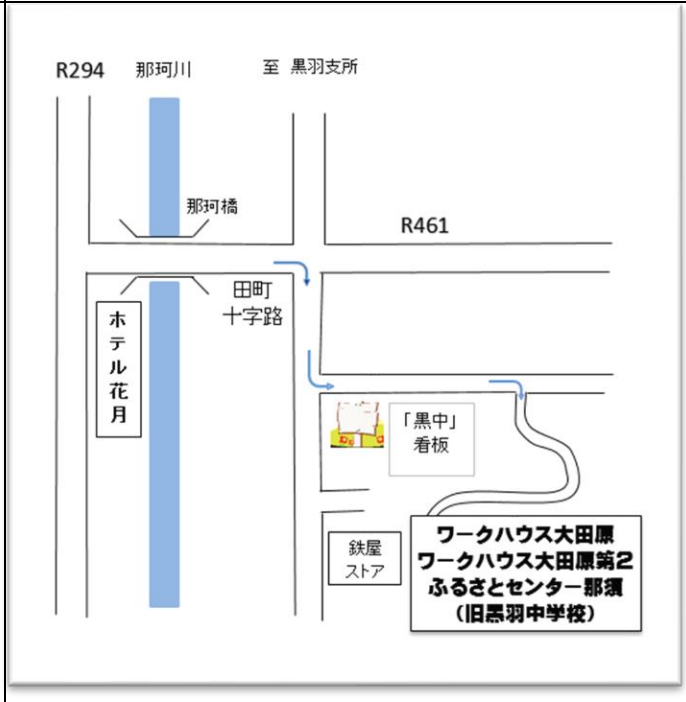 R294
那珂川
至 黒羽支所
那珂橋
R461
田町
十字路
ホテル花月
「黒中」
看板
鉄屋
ストア
ワークハウス大田原
ワークハウス大田原第2
ふるさとセンター那須
（旧黒羽中学校）